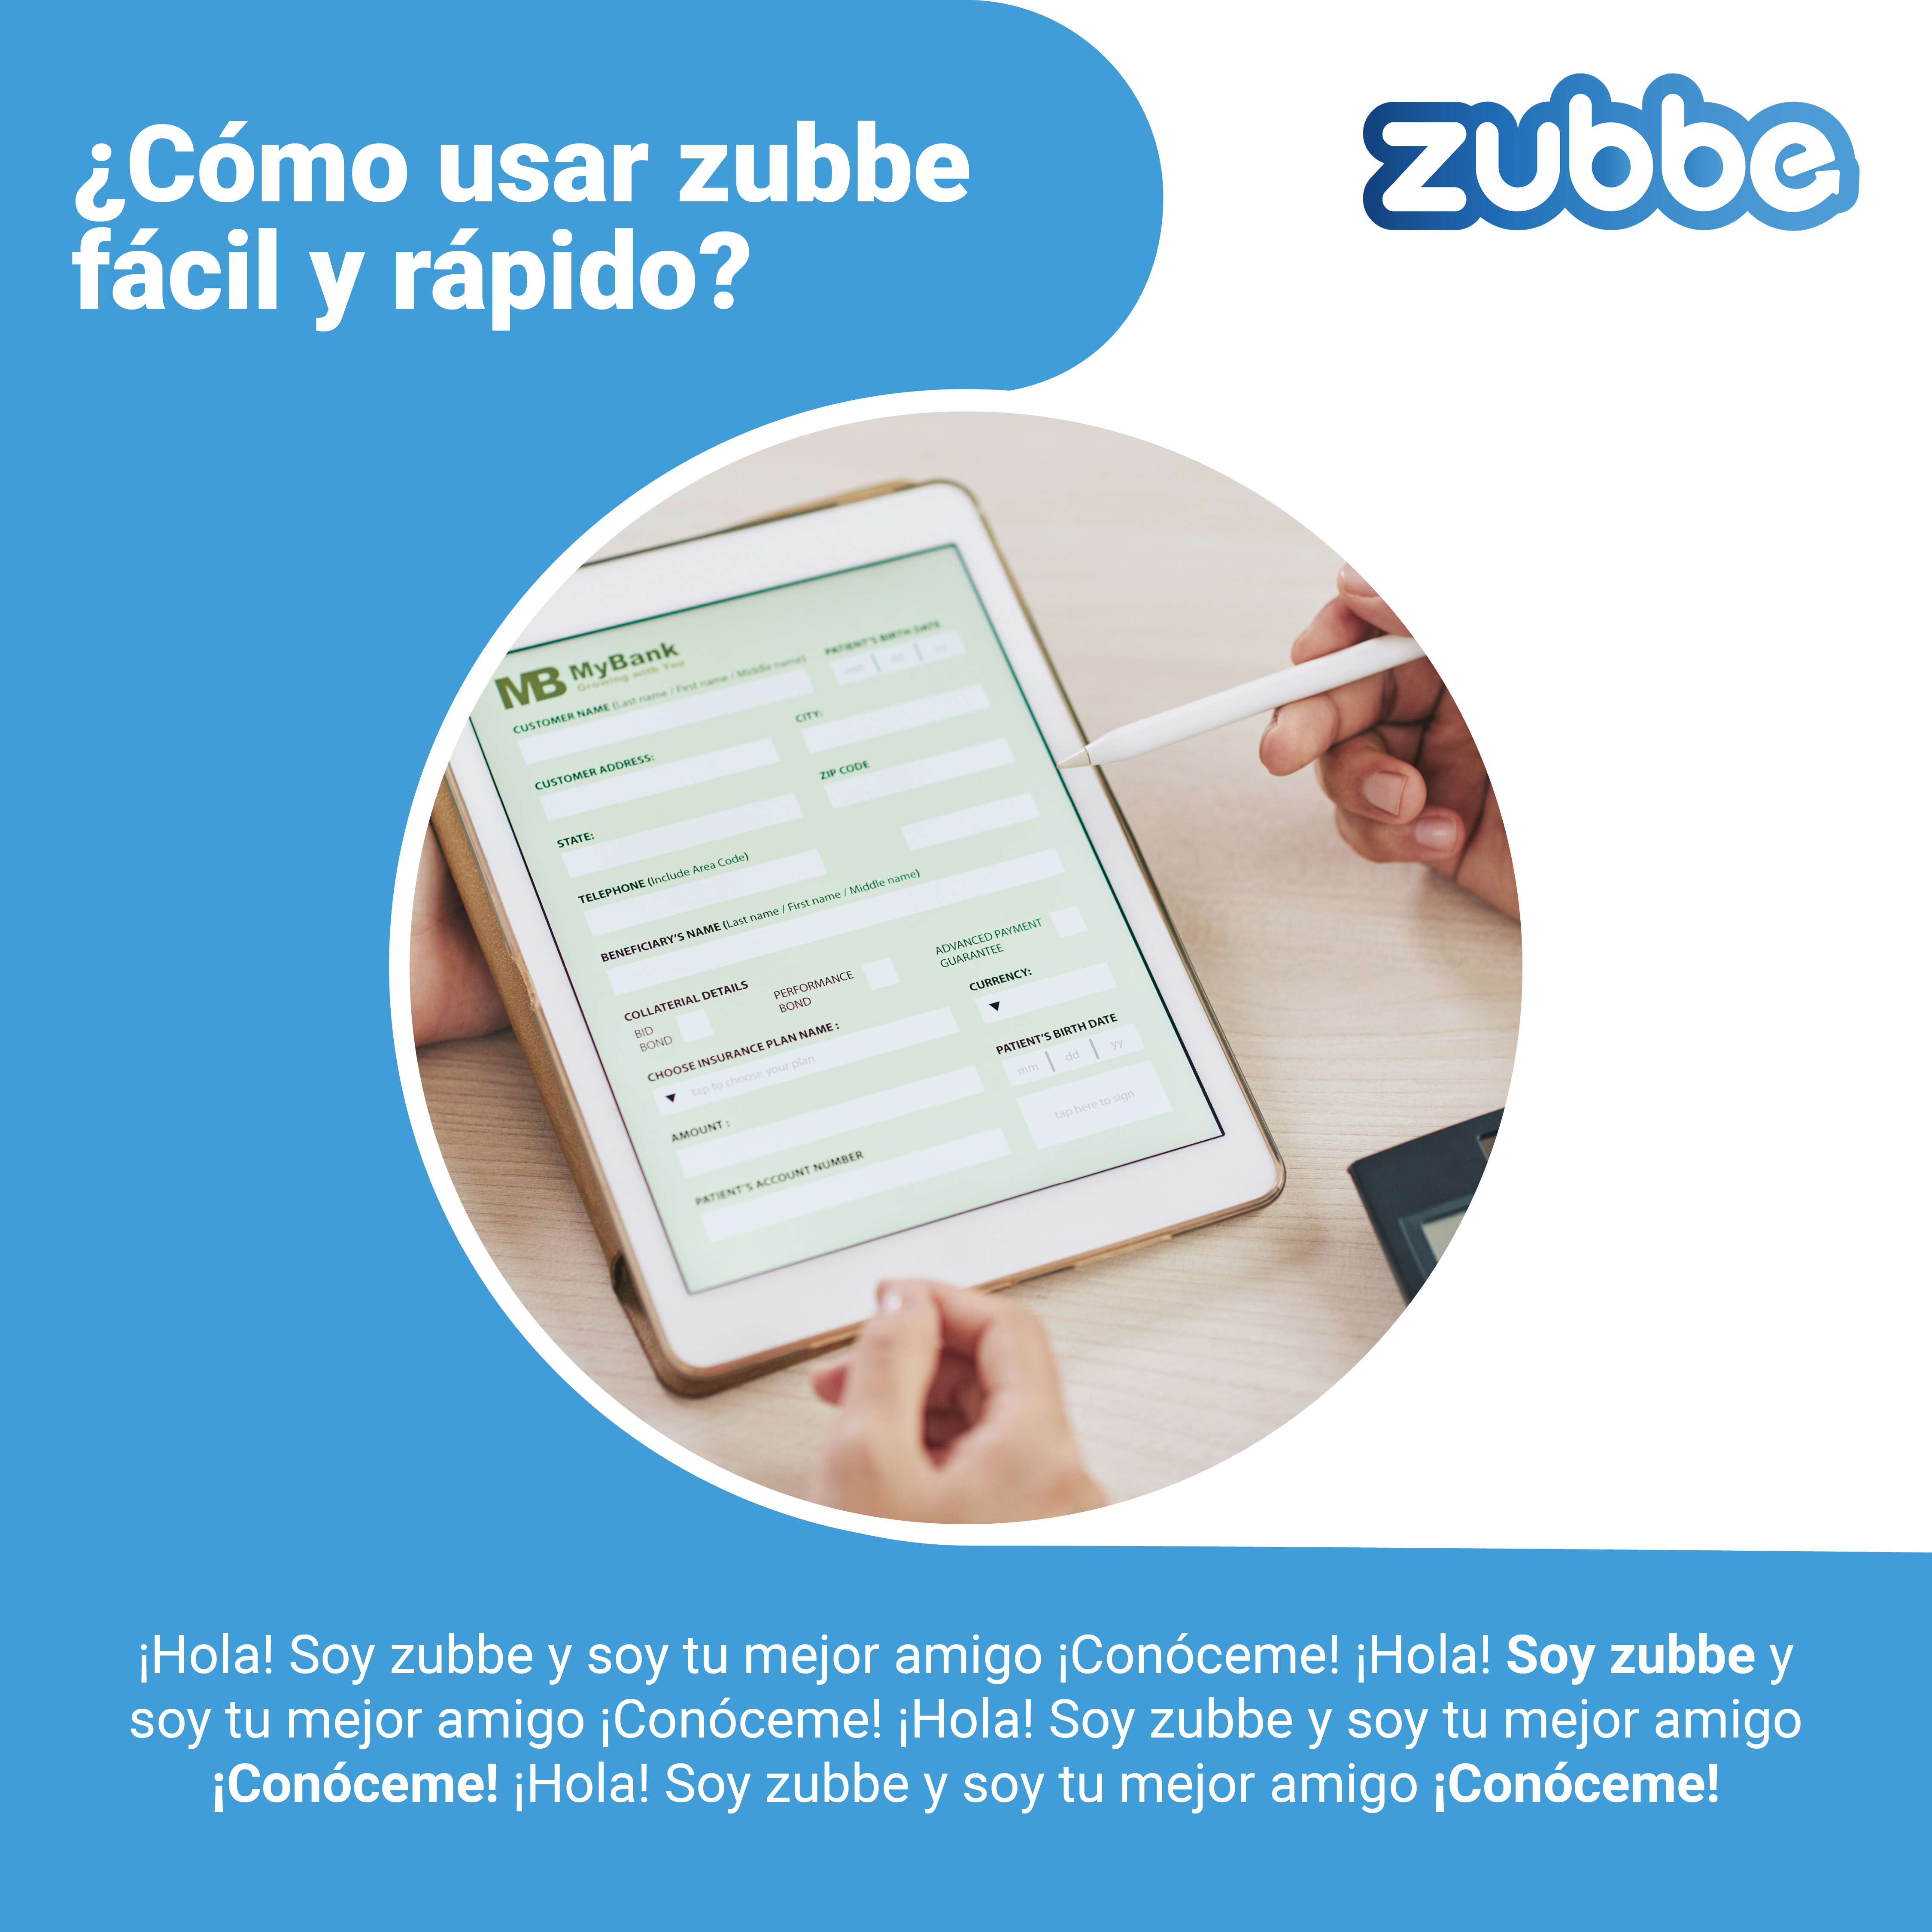 ¿Cómo usar zubbe
fácil y rápido?
zubbe
MB MyBank
Growing with You
CUSTOMER NAME (Last name / First name / Middle name)
PATIENT'S BIRTH DATE
mm | dd | yy
CUSTOMER ADDRESS:
CITY:
STATE:
ZIP CODE
TELEPHONE (Include Area Code)
BENEFICIARY'S NAME (Last name / First name / Middle name)
COLLATERIAL DETAILS
BID
BOND
PERFORMANCE
BOND
ADVANCED PAYMENT
GUARANTEE
CHOOSE INSURANCE PLAN NAME :
tap to choose your plan
CURRENCY:
AMOUNT :
PATIENT'S BIRTH DATE
mm | dd | yy
PATIENT'S ACCOUNT NUMBER
tap here to sign
¡Hola! Soy zubbe y soy tu mejor amigo ¡Conóceme! ¡Hola! Soy zubbe y
soy tu mejor amigo ¡Conóceme! ¡Hola! Soy zubbe y soy tu mejor amigo
¡Conóceme! ¡Hola! Soy zubbe y soy tu mejor amigo ¡Conóceme!